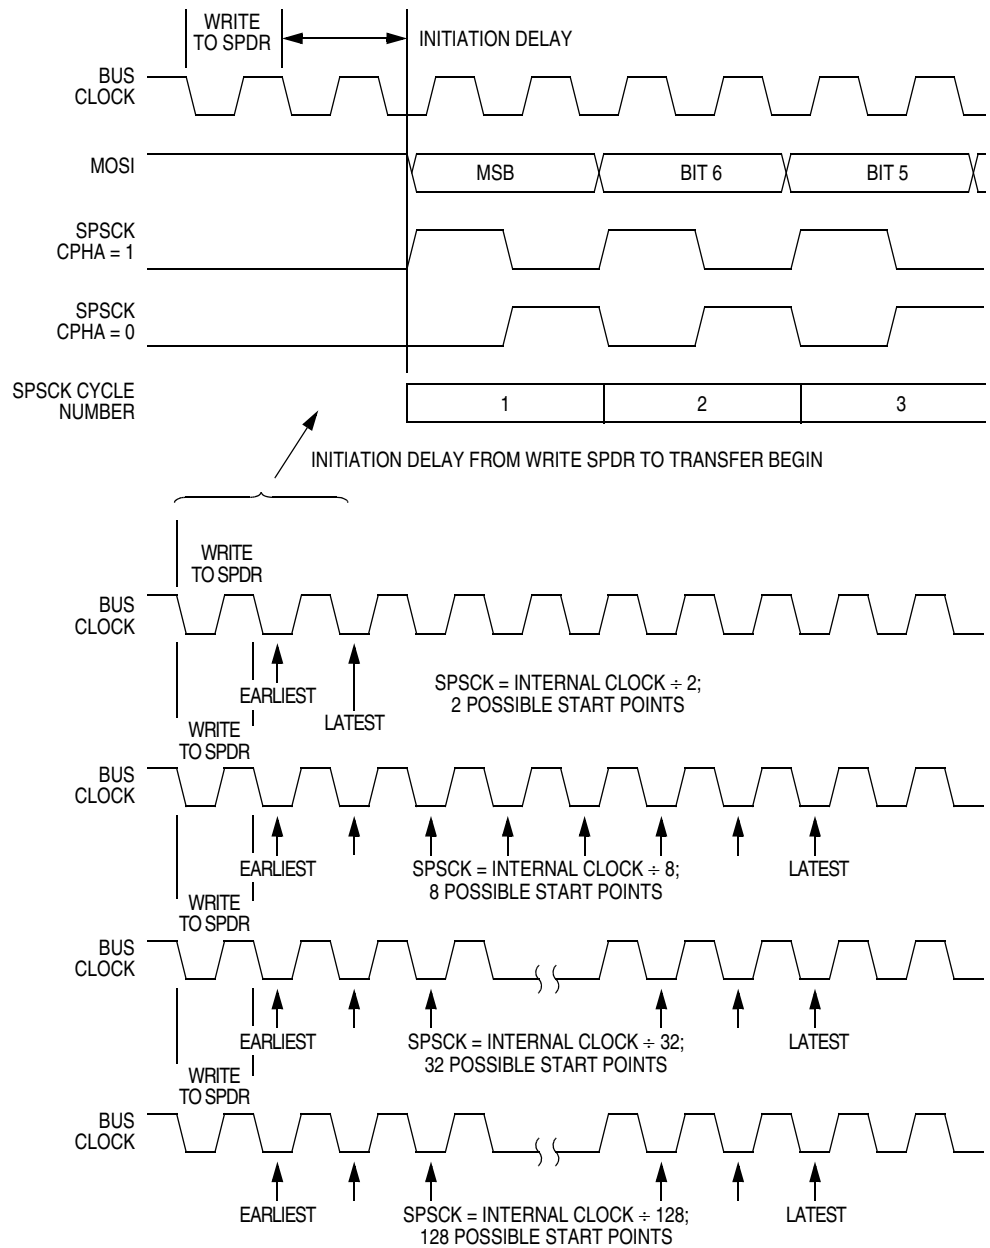 WRITE
TO SPDR
INITIATION DELAY
BUS
CLOCK
MOSI
MSB
BIT 6
BIT 5
SPSCK
CPHA = 1
SPSCK
CPHA = 0
SPSCK CYCLE
NUMBER
1
2
3
INITIATION DELAY FROM WRITE SPDR TO TRANSFER BEGIN
WRITE
TO SPDR
BUS
CLOCK
EARLIEST
LATEST
SPSCK = INTERNAL CLOCK ÷ 2;
2 POSSIBLE START POINTS
WRITE
TO SPDR
BUS
CLOCK
EARLIEST
SPSCK = INTERNAL CLOCK ÷ 8;
8 POSSIBLE START POINTS
LATEST
WRITE
TO SPDR
BUS
CLOCK
EARLIEST
SPSCK = INTERNAL CLOCK ÷ 32;
32 POSSIBLE START POINTS
LATEST
WRITE
TO SPDR
BUS
CLOCK
EARLIEST
SPSCK = INTERNAL CLOCK ÷ 128;
128 POSSIBLE START POINTS
LATEST